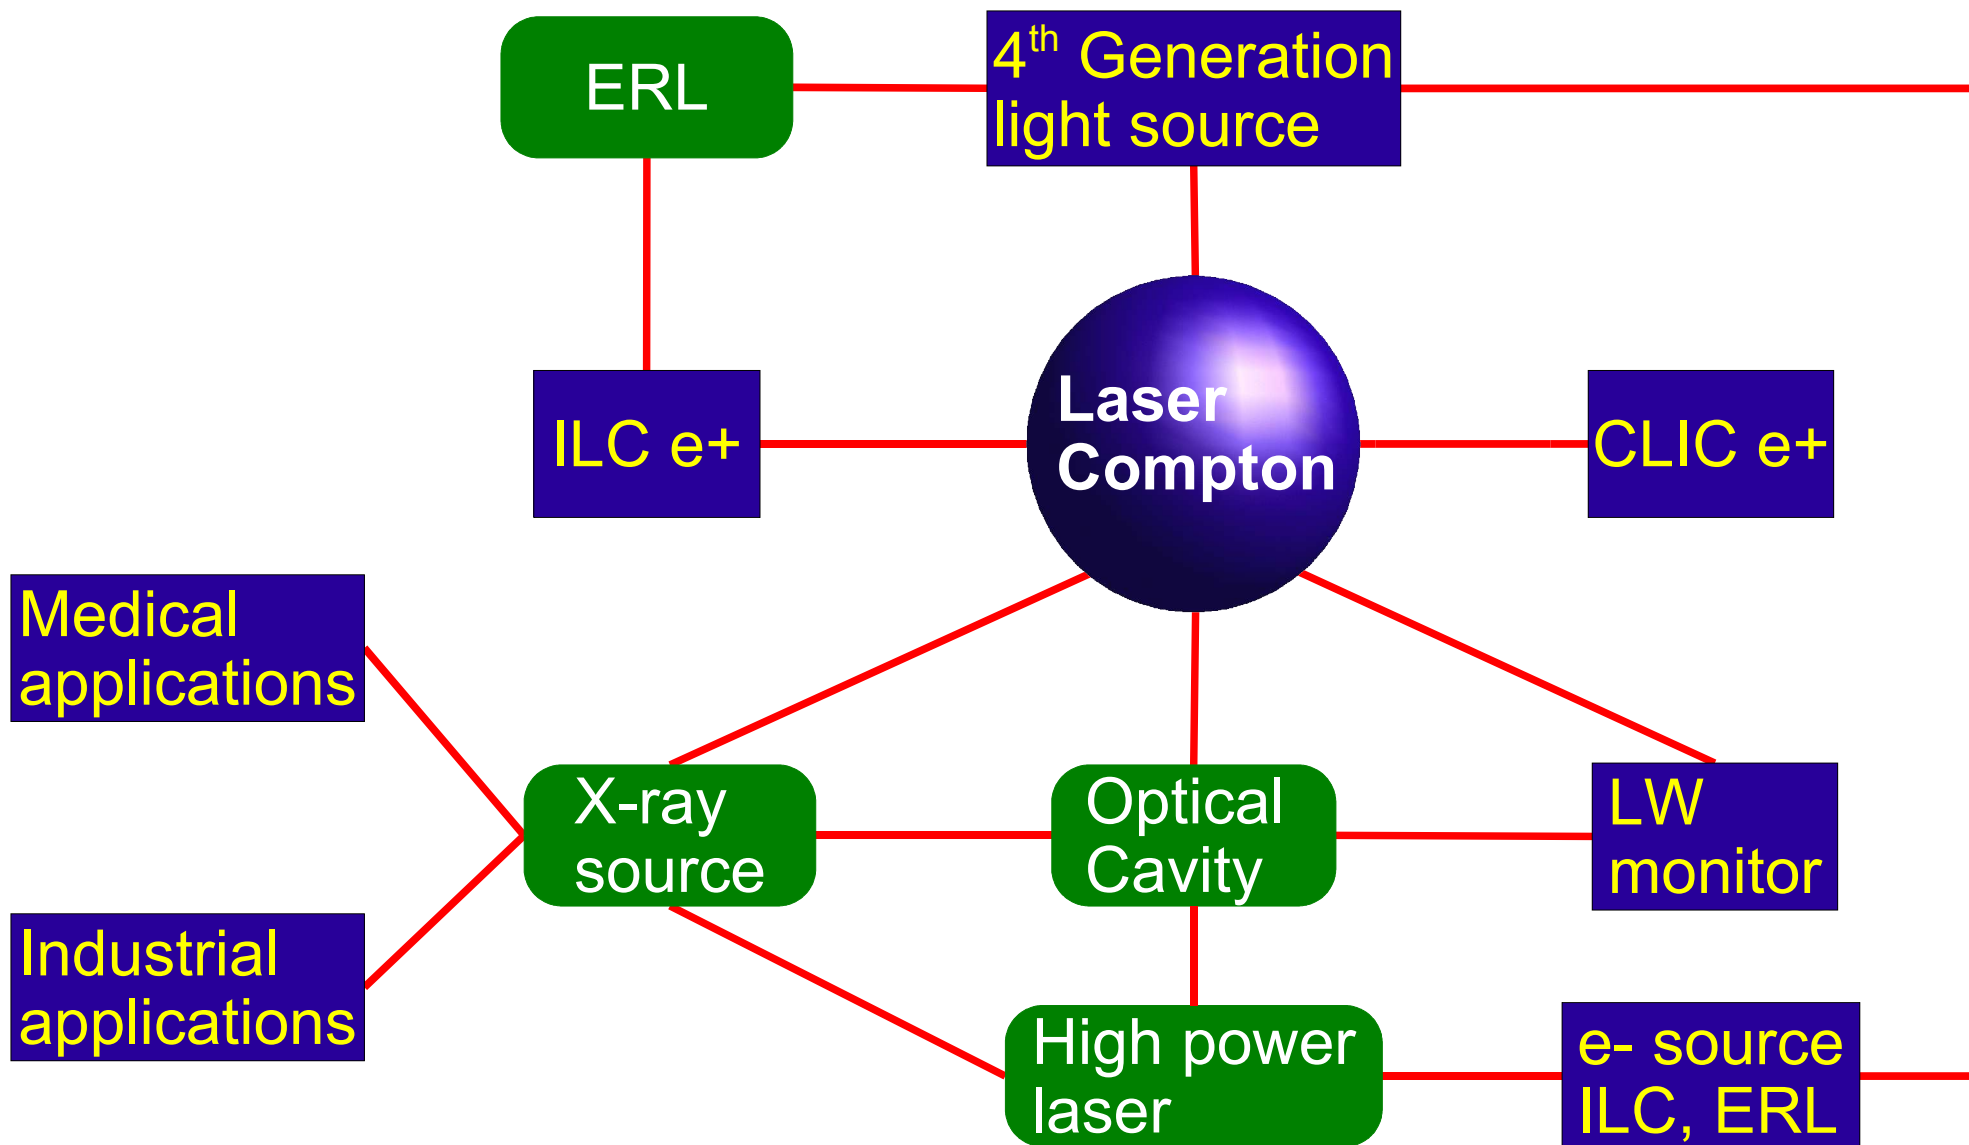 ERL
4th Generation
light source
Laser
Compton
ILC e+
CLIC e+
Medical
applications
X-ray
source
Optical
Cavity
LW
monitor
Industrial
applications
High power
laser
e- source
ILC, ERL